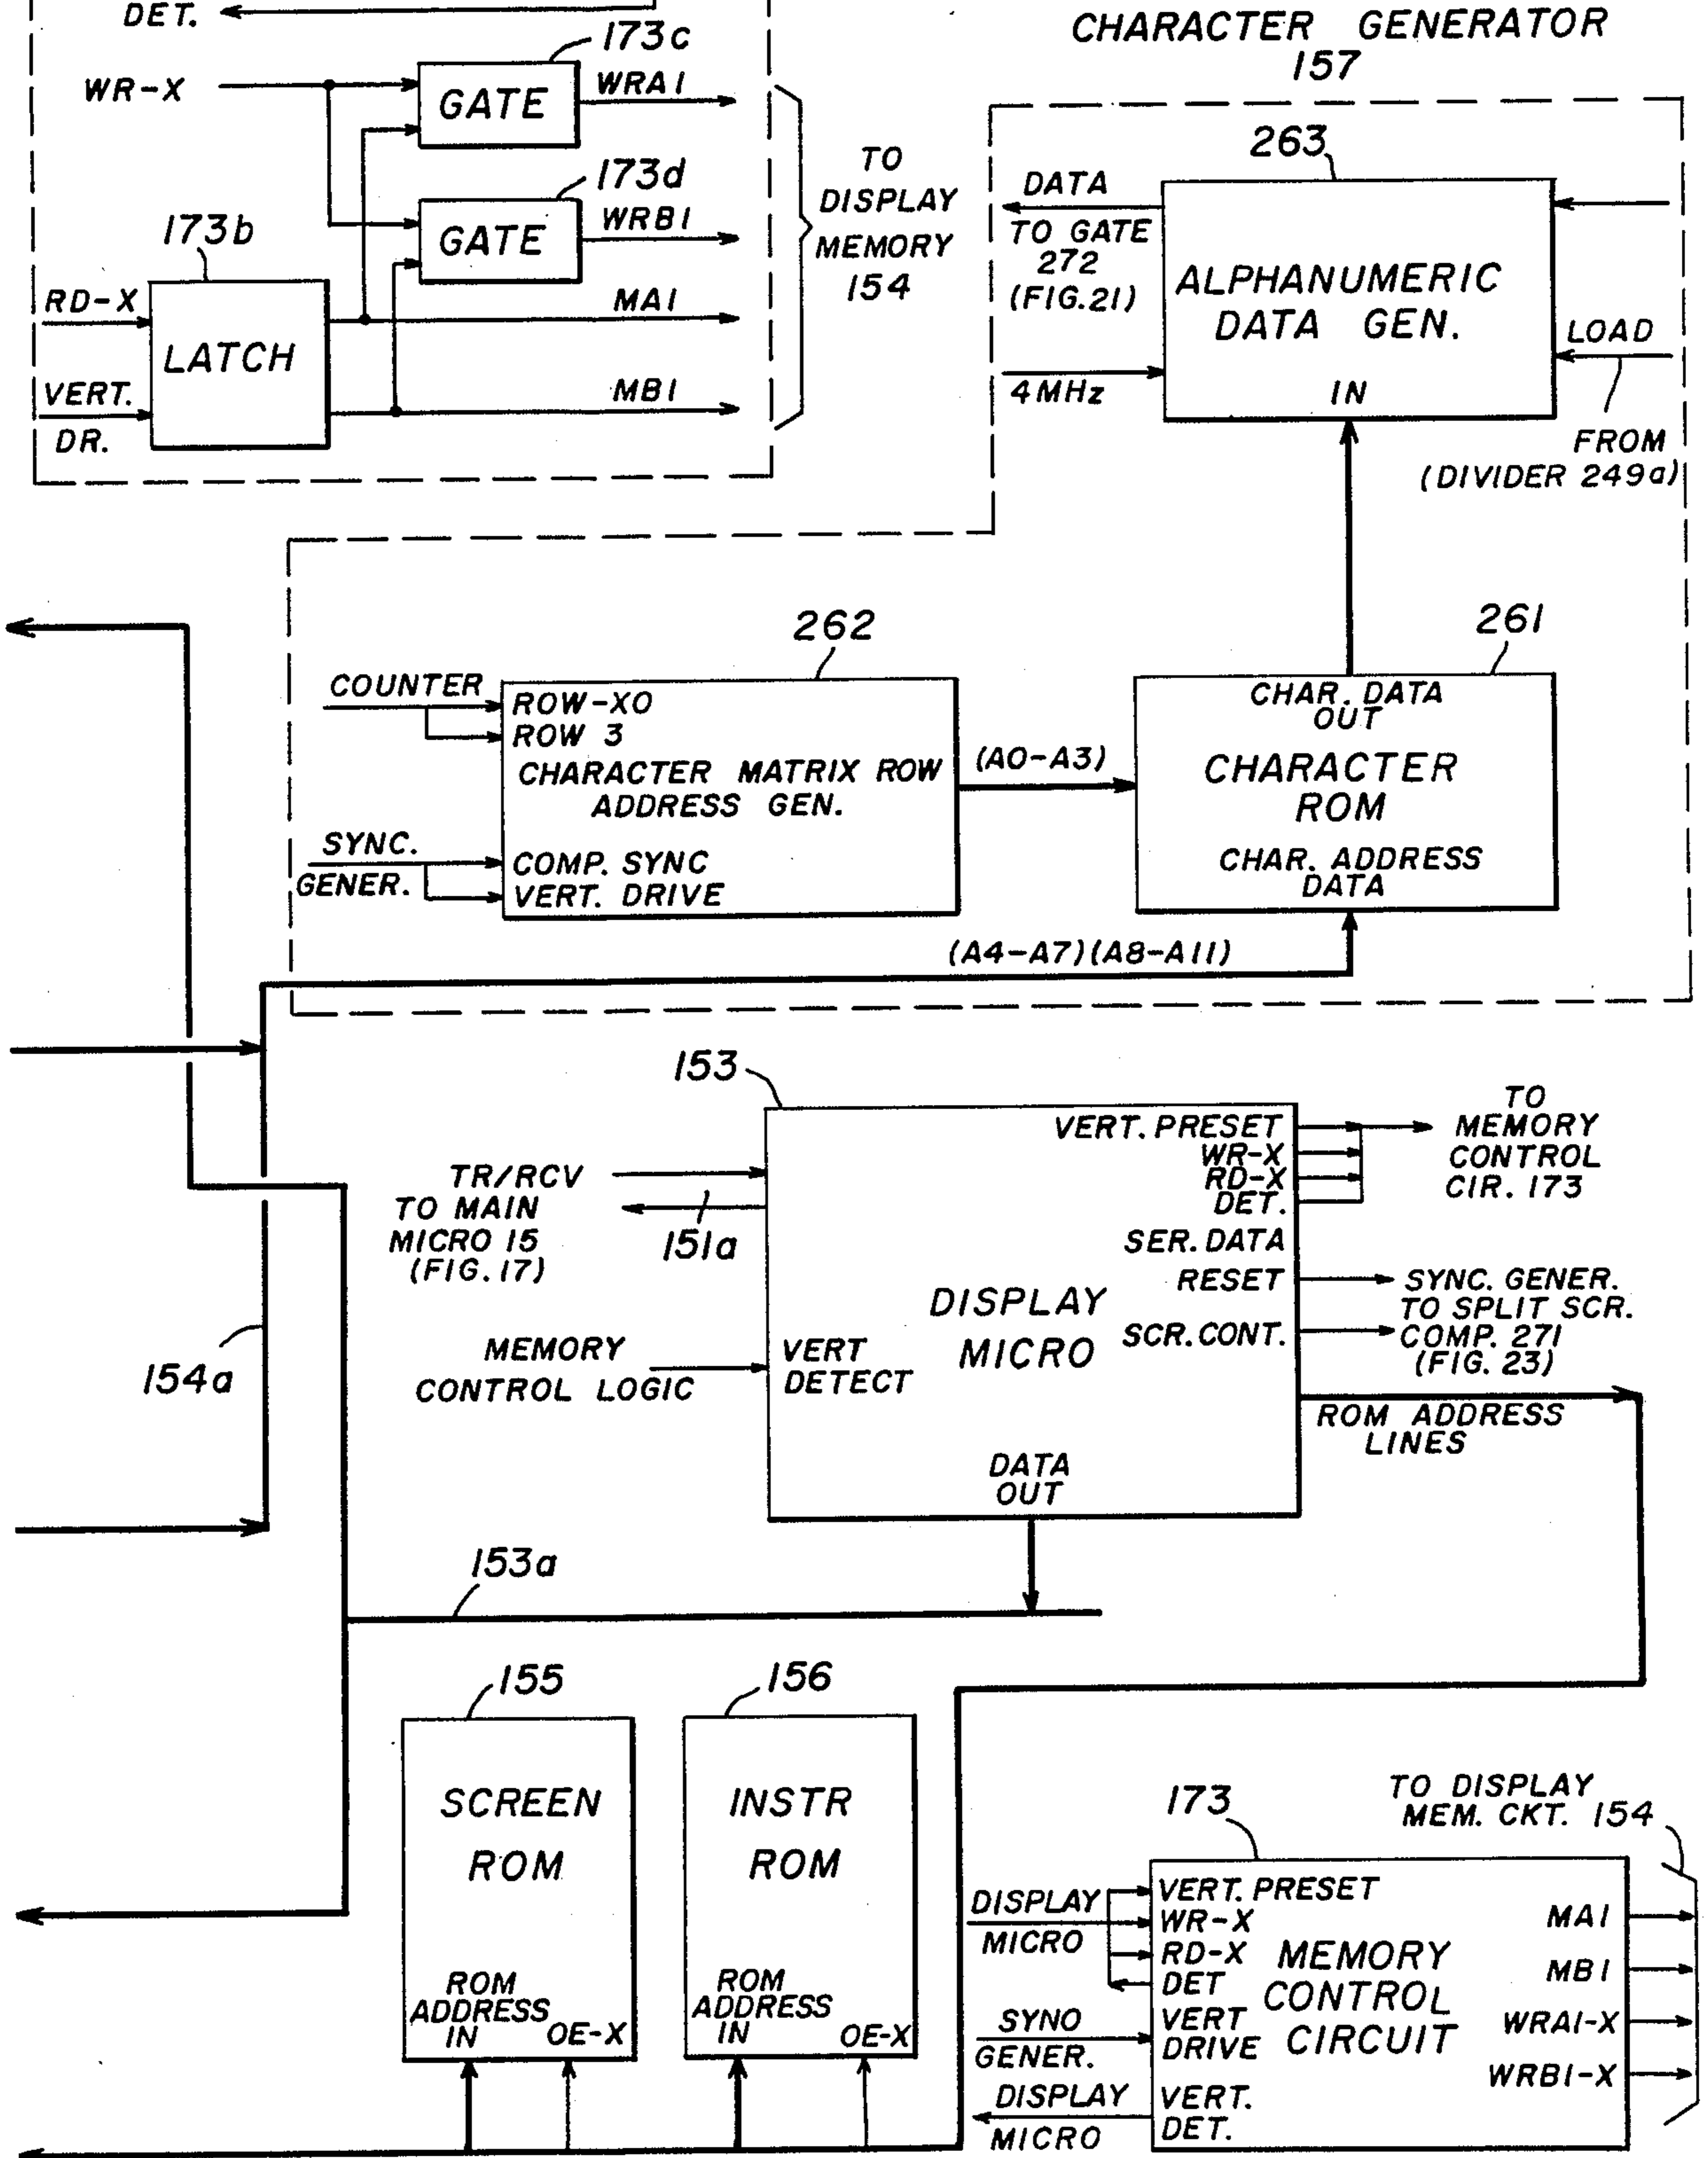 DET.
WR-X
173c
GATE
WRA1
173d
GATE
WRB1
173b
RD-X
VERT.
DR.
LATCH
MA1
MB1
TO
DISPLAY
MEMORY
154
CHARACTER GENERATOR
157
263
DATA
TO GATE
272
(FIG.21)
4MHz
ALPHANUMERIC
DATA GEN.
IN
LOAD
FROM
(DIVIDER 249a)
262
COUNTER
ROW-XO
ROW 3
CHARACTER MATRIX ROW
ADDRESS GEN.
SYNC.
GENER.
COMP. SYNC
VERT. DRIVE
(A0-A3)
261
CHAR. DATA
OUT
CHARACTER
ROM
CHAR. ADDRESS
DATA
(A4-A7)(A8-A11)
153
TR/RCV
TO MAIN
MICRO 15
(FIG.17)
151a
MEMORY
CONTROL LOGIC
VERT
DETECT
DISPLAY
MICRO
VERT. PRESET
WR-X
RD-X
DET.
SER. DATA
RESET
SCR. CONT.
TO
MEMORY
CONTROL
CIR. 173
SYNC. GENER.
TO SPLIT SCR.
COMP. 271
(FIG. 23)
ROM ADDRESS
LINES
DATA
OUT
154a
153a
155
SCREEN
ROM
ROM
ADDRESS
IN
OE-X
156
INSTR
ROM
ROM
ADDRESS
IN
OE-X
173
TO DISPLAY
MEM. CKT. 154
DISPLAY
MICRO
SYNO
GENER.
DISPLAY
MICRO
VERT. PRESET
WR-X
RD-X
DET
VERT
DRIVE
VERT.
DET.
MEMORY
CONTROL
CIRCUIT
MA1
MB1
WRA1-X
WRB1-X